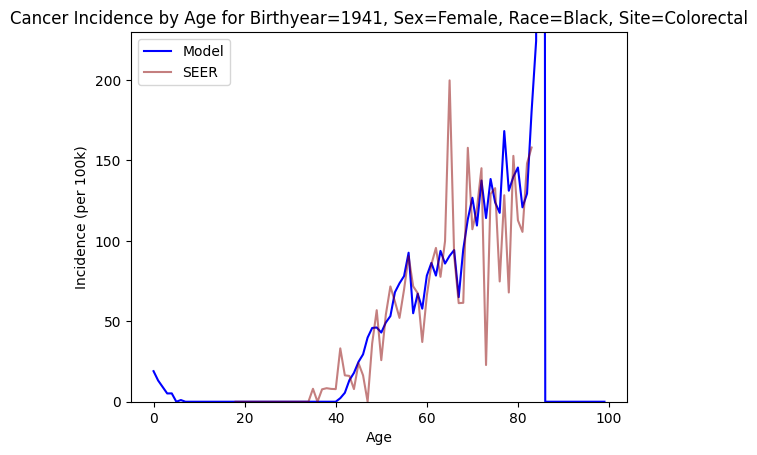 Cancer Incidence by Age for Birthyear=1941, Sex=Female, Race=Black, Site=Colorectal
Model
SEER
200
150
100
50
0
Incidence (per 100k)
0 20 40 60 80 100
Age